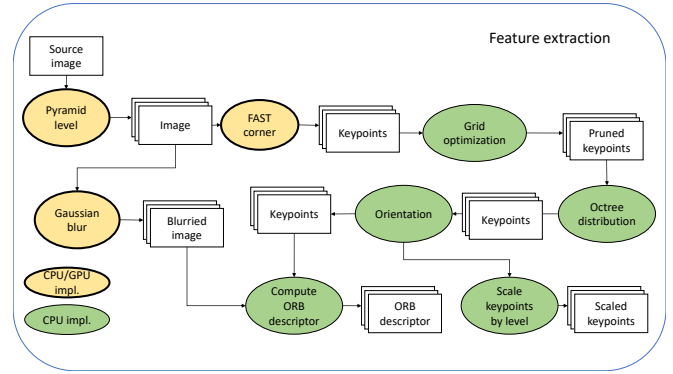 Feature extraction
Source
image
Pyramid
level
Image
FAST
corner
Keypoints
Grid
optimization
Pruned
keypoints
Gaussian
blur
Blurried
image
Keypoints
Orientation
Keypoints
Octree
distribution
CPU/GPU
impl.
CPU impl.
Compute
ORB
descriptor
ORB
descriptor
Scale
keypoints
by level
Scaled
keypoints